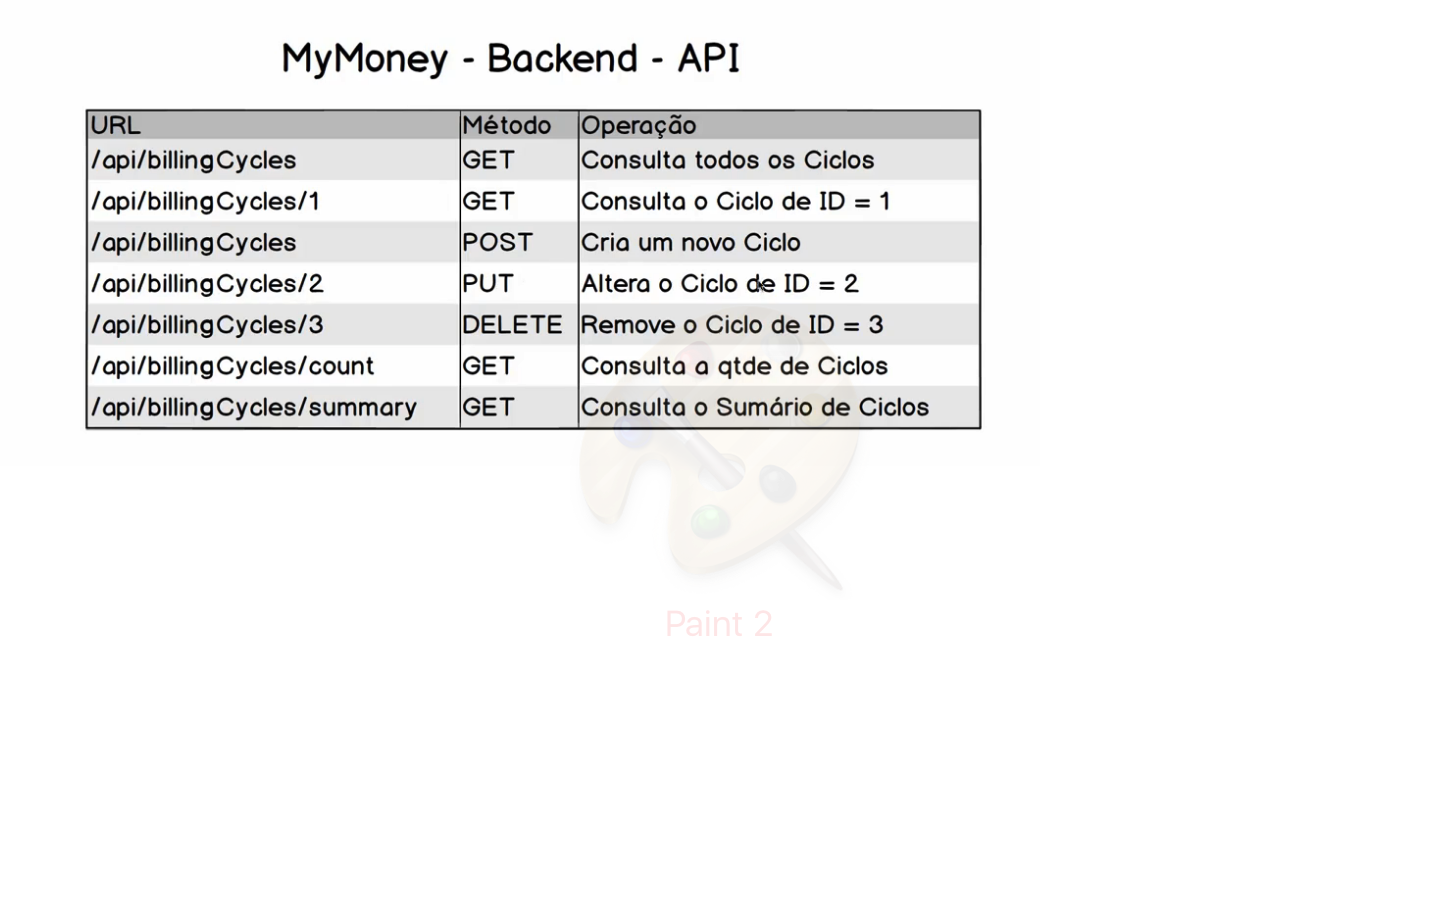 MyMoney - Backend - API
URL Método Operação
/api/billingCycles GET Consulta todos os Ciclos
/api/billingCycles/1 GET Consulta o Ciclo de ID = 1
/api/billingCycles POST Cria um novo Ciclo
/api/billingCycles/2 PUT Altera o Ciclo de ID = 2
/api/billingCycles/3 DELETE Remove o Ciclo de ID = 3
/api/billingCycles/count GET Consulta a qtde de Ciclos
/api/billingCycles/summary GET Consulta o Sumário de Ciclos
Paint 2